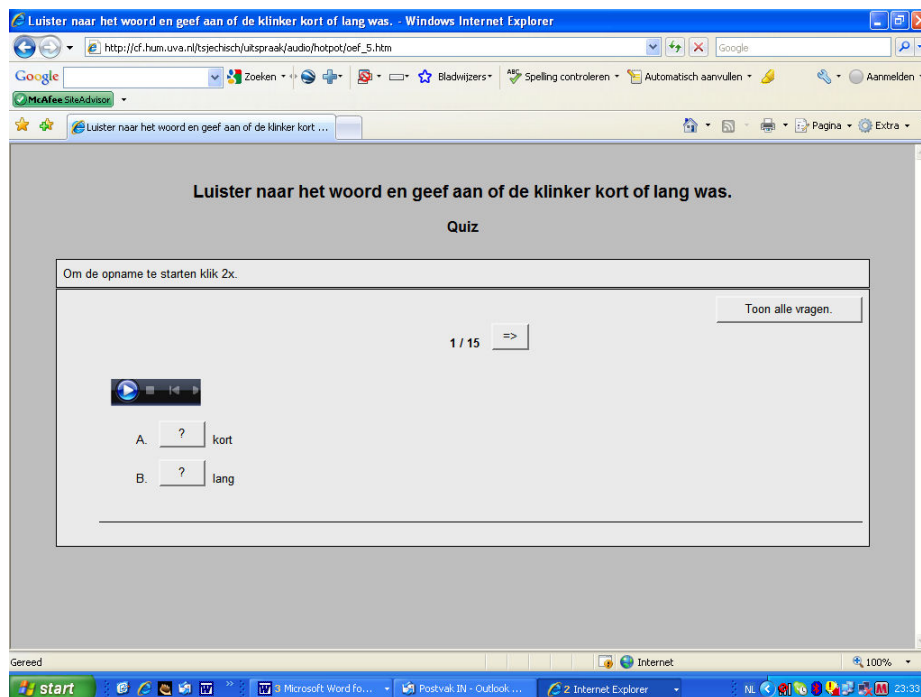 Luister naar het woord en geef aan of de klinker kort of lang was. - Windows Internet Explorer
http://cf.hum.uva.nl/tsjechisch/uitspraak/audio/hotpot/oef_5.htm
Google
Google
Zoeken
Bladwijzers
ABC
Spelling controleren
Automatisch aanvullen
Aanmelden
McAfee SiteAdvisor
Luister naar het woord en geef aan of de klinker kort ...
Pagina
Extra
Luister naar het woord en geef aan of de klinker kort of lang was.
Quiz
Om de opname te starten klik 2x.
Toon alle vragen.
1 / 15 =>
A. ? kort
B. ? lang
Gereed
Internet
100%
start
3 Microsoft Word fo...
Postvak IN - Outlook ...
2 Internet Explorer
NL
23:33